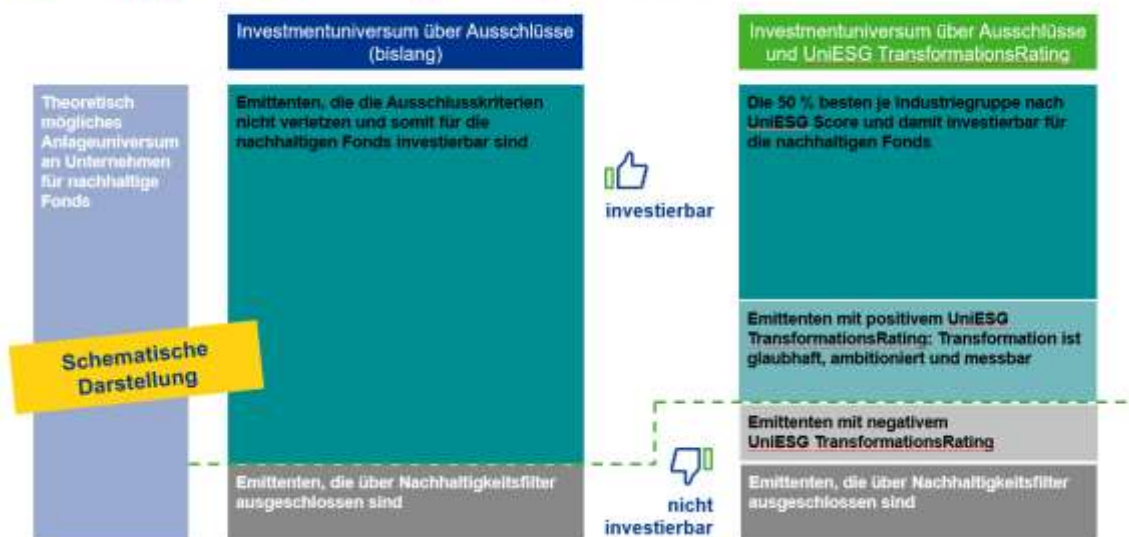 Investmentuniversum über Ausschlüsse
(bislang)
Investmentuniversum über Ausschlüsse
und UniESG TransformationsRating
Theoretisch
mögliches
Anlageuniversum
an Unternehmen
für nachhaltige
Fonds
Emittenten, die die Ausschlusskriterien
nicht verletzen und somit für die
nachhaltigen Fonds investierbar sind
investierbar
Die 50 % besten je Industriegruppe nach
UniESG Score und damit investierbar für
die nachhaltigen Fonds
Emittenten mit positivem UniESG
TransformationsRating: Transformation ist
glaubhaft, ambitioniert und messbar
Schematische
Darstellung
Emittenten mit negativem
UniESG TransformationsRating
Emittenten, die über Nachhaltigkeitsfilter
ausgeschlossen sind
nicht
investierbar
Emittenten, die über Nachhaltigkeitsfilter
ausgeschlossen sind